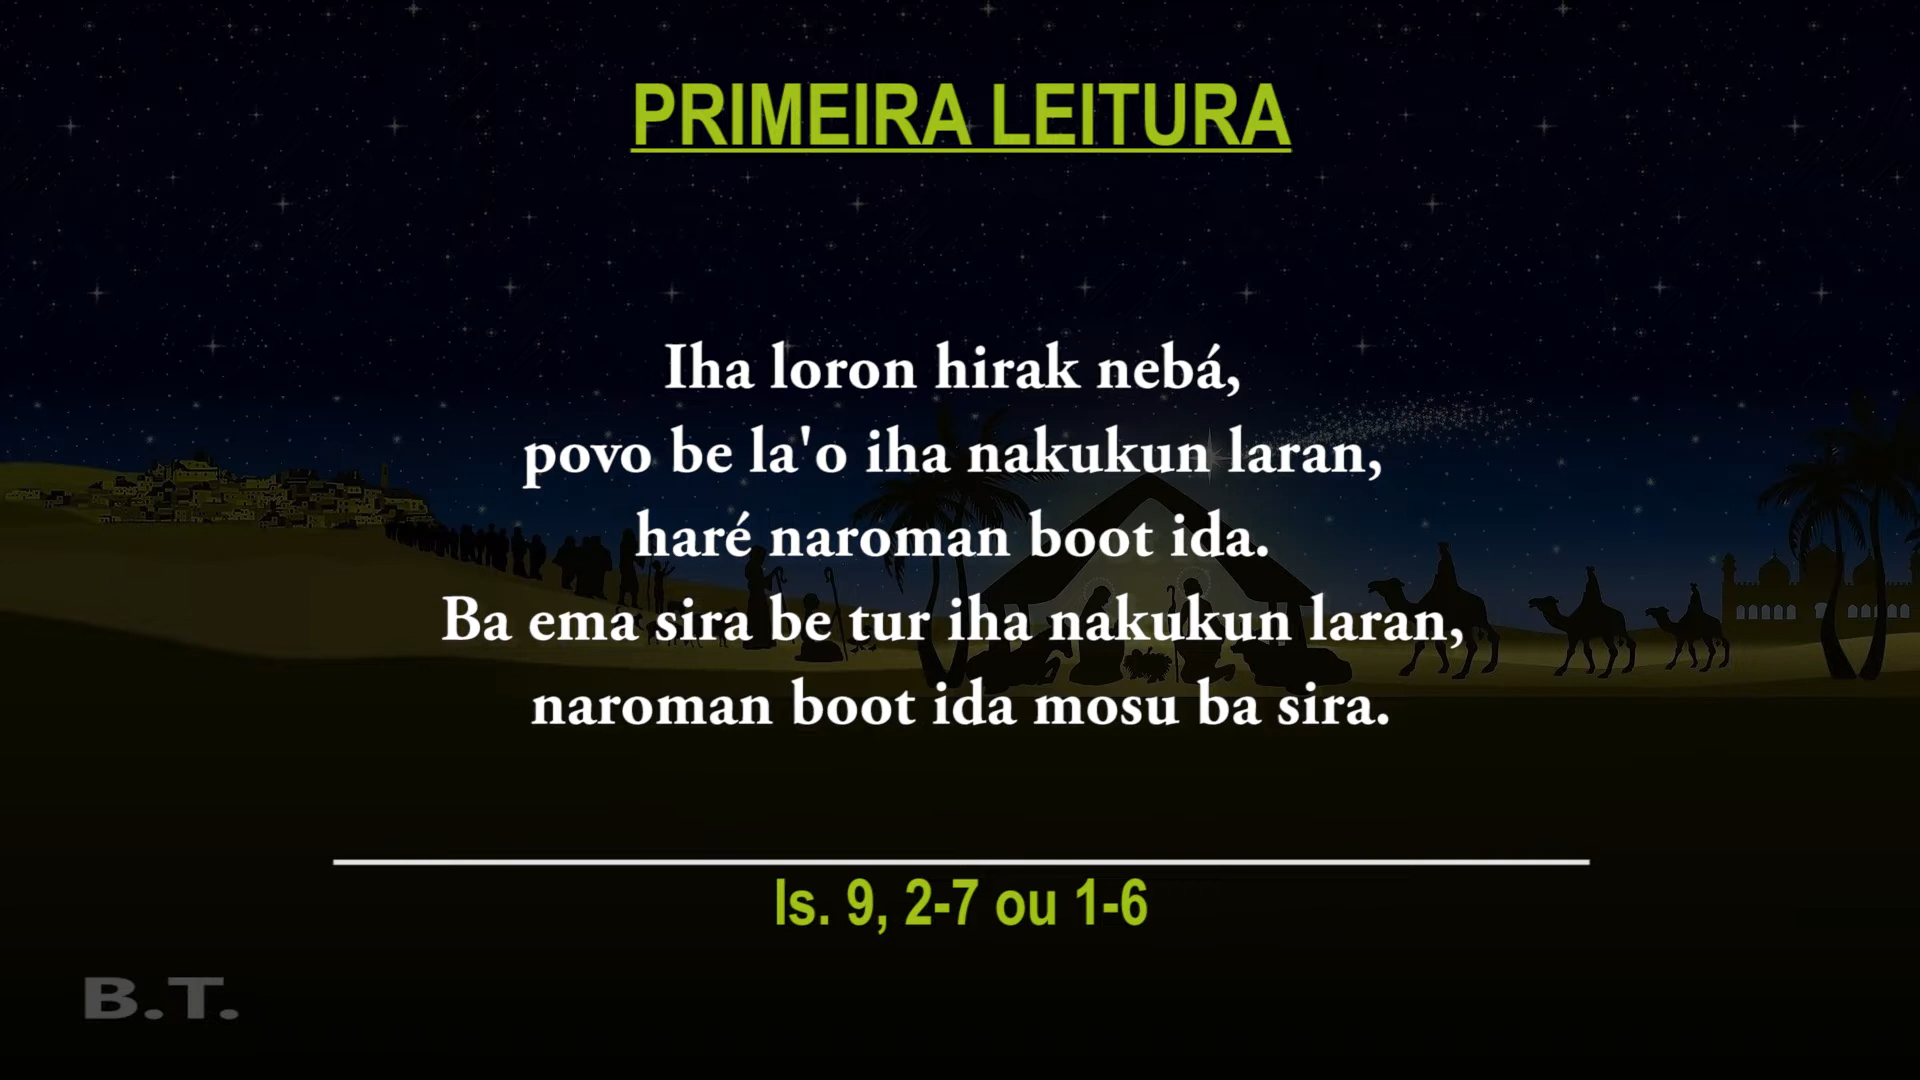 PRIMEIRA LEITURA
Iha loron hirak nebá,
povo be la'o iha nakukun laran,
haré naroman boot ida.
Ba ema sira be tur iha nakukun laran,
naroman boot ida mosu ba sira.
Is. 9, 2-7 ou 1-6
B.T.